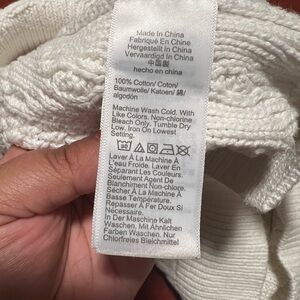 Made In China
Fabriqué En Chine
Hergestellt In China
Vervaardigd In China
中国製
hecho en china
100% Cotton/ Coton/
Baumwolle/ Katoen/ 綿/
algodón
Machine Wash Cold. With
Like Colors. Non-chlorine
Bleach Only. Tumble Dry
Low. Iron On Lowest
Setting.
Laver À La Machine À
L'eau Froide. Laver En
Séparant Les Couleurs.
Seulement Agent De
Blanchiment Non-chlore.
Sécher À La Machine À
Basse Température.
Repasser À Fer Doux Si
Nécessaire.
In Der Maschine Kalt
Waschen. Mit Ähnlichen
Farben Waschen. Nur
Chlorfreies Bleichmittel